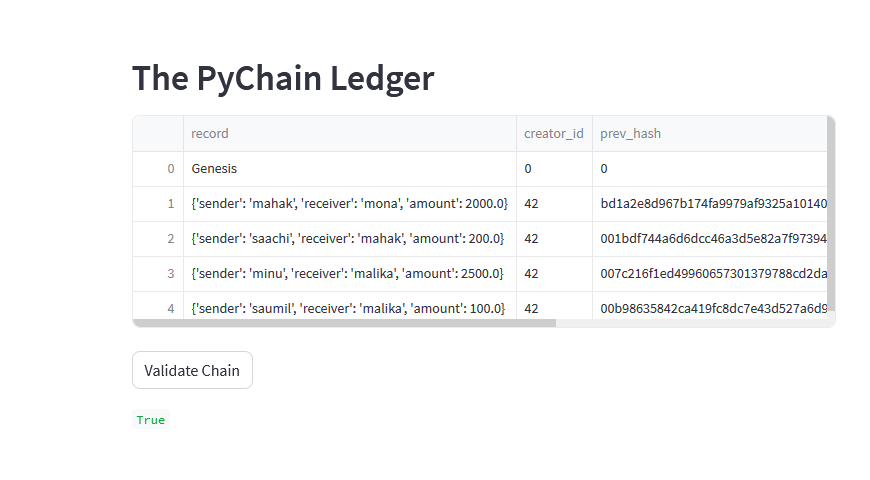 The PyChain Ledger
record creator_id prev_hash
0 Genesis 0 0
1 {'sender': 'mahak', 'receiver': 'mona', 'amount': 2000.0} 42 bd1a2e8d967b174fa9979af9325a10140
2 {'sender': 'saachi', 'receiver': 'mahak', 'amount': 200.0} 42 001bdf744a6d6dcc46a3d5e82a7f97394
3 {'sender': 'minu', 'receiver': 'malika', 'amount': 2500.0} 42 007c216f1ed49960657301379788cd2da
4 {'sender': 'saumil', 'receiver': 'malika', 'amount': 100.0} 42 00b98635842ca419fc8dc7e43d527a6d9
Validate Chain
True